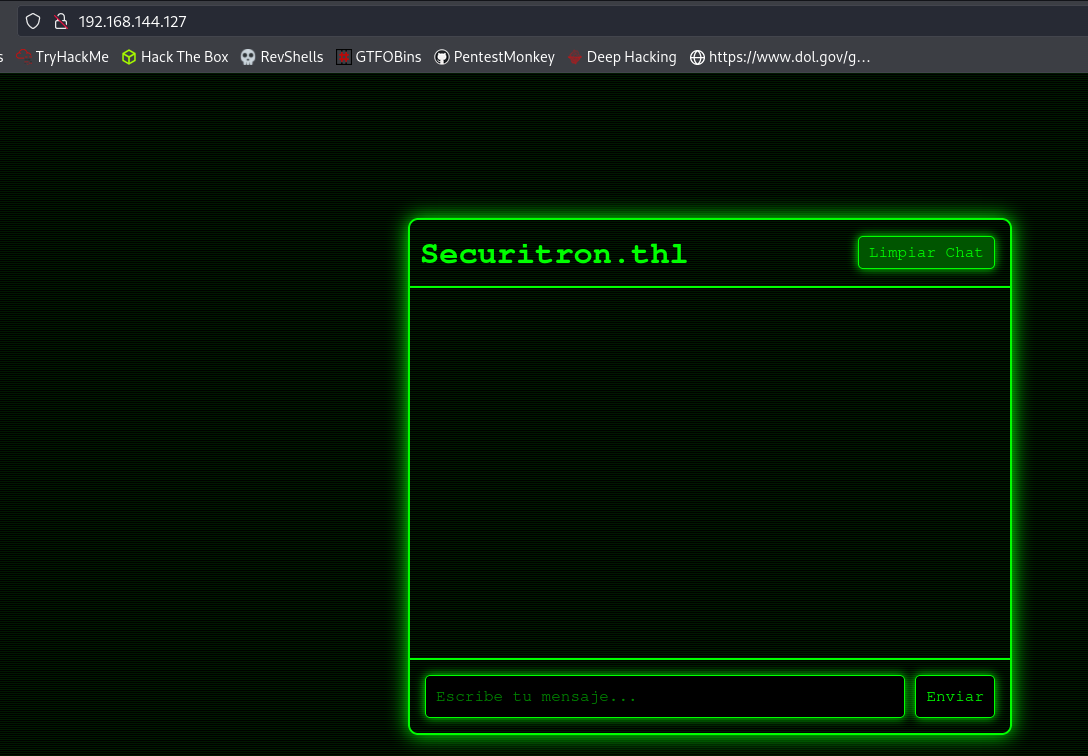 192.168.144.127
s TryHackMe Hack The Box RevShells GTFOBins PentestMonkey Deep Hacking https://www.dol.gov/g...
Securitron.thl Limpiar Chat
Escribe tu mensaje... Enviar